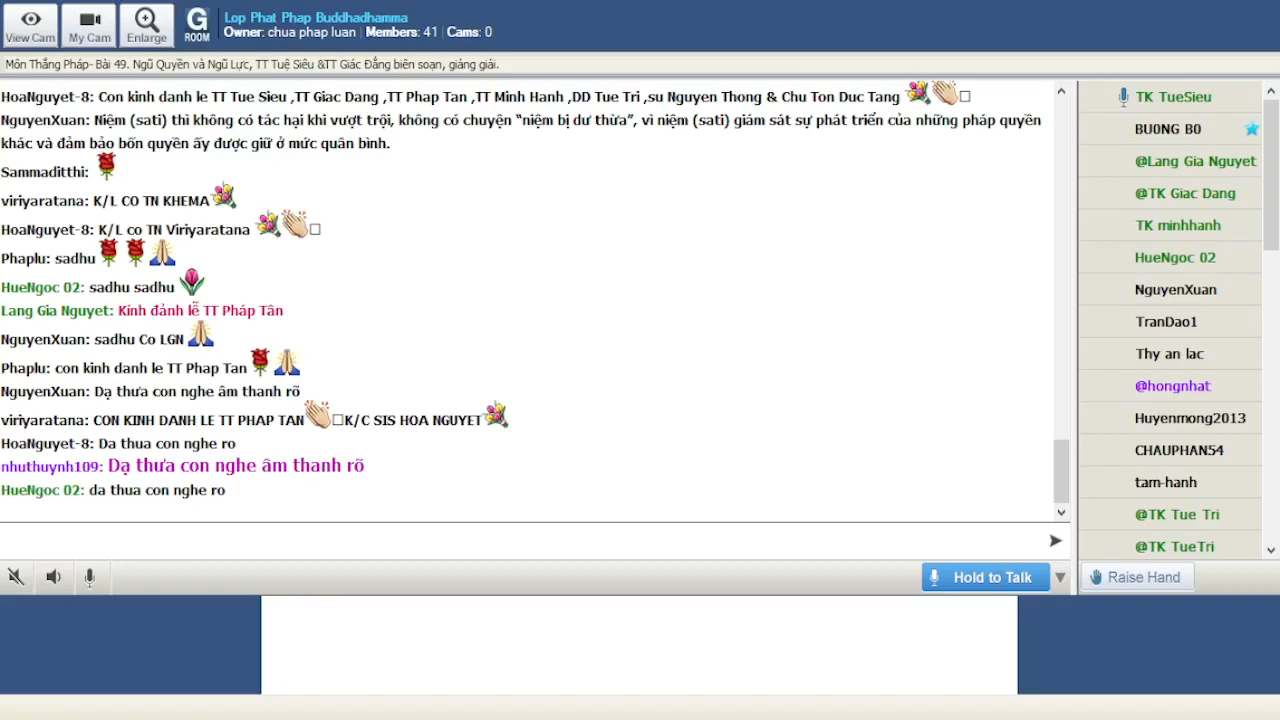 View Cam
My Cam
Enlarge
G
ROOM
Lop Phat Phap Buddhadhamma
Owner: chua phap luan Members: 41 Cams: 0
Môn Thắng Pháp- Bài 49. Ngũ Quyền và Ngũ Lực, TT Tuệ Siêu &TT Giác Đẳng biên soạn, giảng giải.
HoaNguyet-8: Con kinh danh le TT Tue Sieu ,TT Giac Dang ,TT Phap Tan ,TT Minh Hanh ,DD Tue Tri ,su Nguyen Thong & Chu Ton Duc Tang
NguyenXuan: Niệm (sati) thì không có tác hại khi vượt trội, không có chuyện “niệm bị dư thừa”, vì niệm (sati) giám sát sự phát triển của những pháp quyền
khác và đảm bảo bốn quyền ấy được giữ ở mức quân bình.
Sammaditthi:
viriyaratana: K/L CO TN KHEMA
HoaNguyet-8: K/L co TN Viriyaratana
Phaplu: sadhu
HueNgoc 02: sadhu sadhu
Lang Gia Nguyet: Kính đảnh lễ TT Pháp Tân
NguyenXuan: sadhu Co LGN
Phaplu: con kinh danh le TT Phap Tan
NguyenXuan: Dạ thưa con nghe âm thanh rõ
viriyaratana: CON KINH DANH LE TT PHAP TAN K/C SIS HOA NGUYET
HoaNguyet-8: Da thua con nghe ro
nhuthuynh109: Dạ thưa con nghe âm thanh rõ
HueNgoc 02: da thua con nghe ro
TK TueSieu
BU0NG B0
@Lang Gia Nguyet
@TK Giac Dang
TK minhhanh
HueNgoc 02
NguyenXuan
TranDao1
Thy an lac
@hongnhat
Huyenmong2013
CHAUPHAN54
tam-hanh
@TK Tue Tri
@TK TueTri
Hold to Talk
Raise Hand